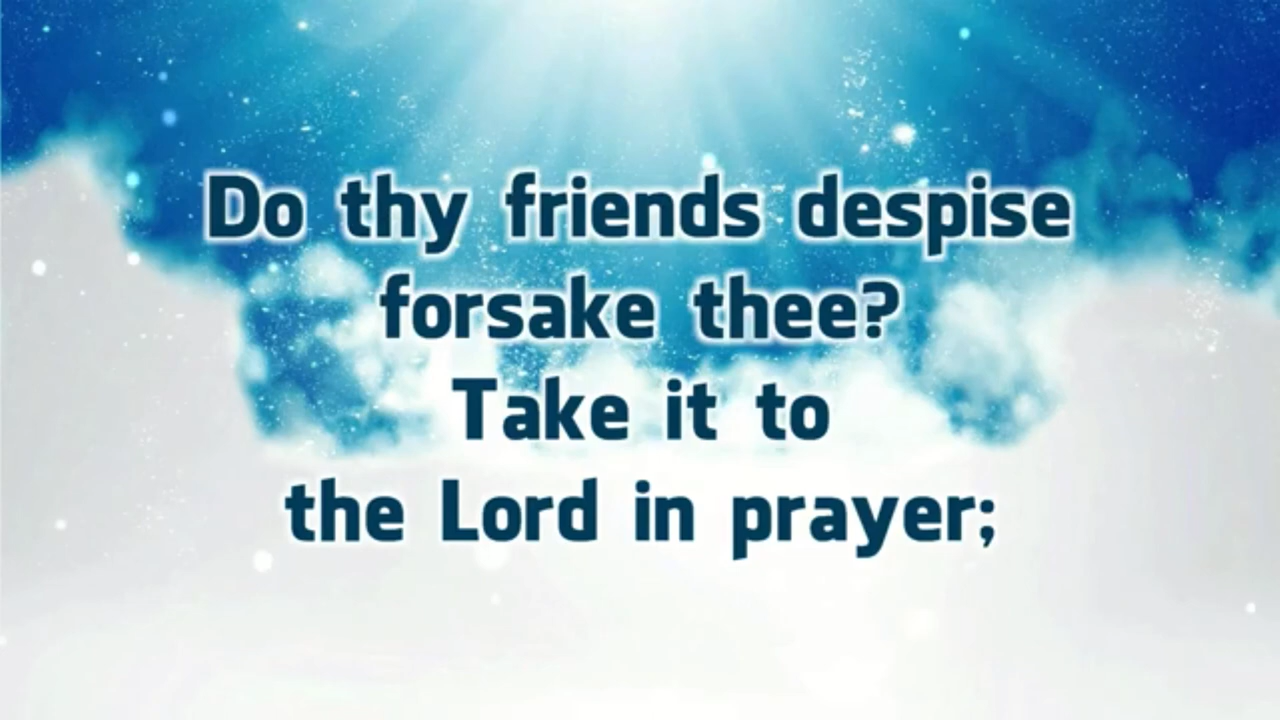 Do thy friends despise
forsake thee?
Take it to
the Lord in prayer;